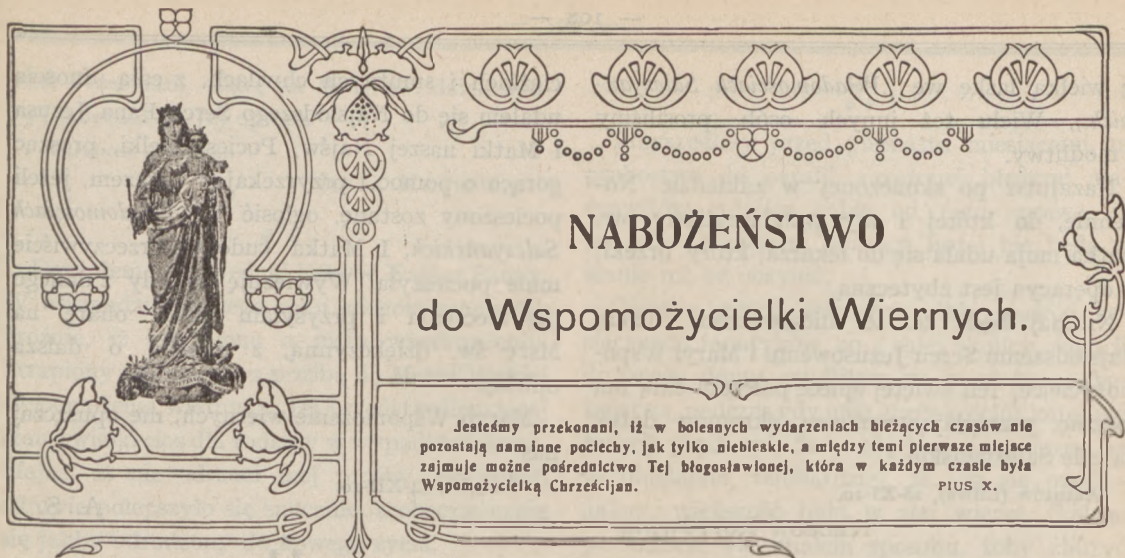 NABOŻEŃSTWO
do Wspomożycielki Wiernych.
Jesteśmy przekonani, iż w bolesnych wydarzeniach bieżących czasów nie
pozostają nam inne pociechy, jak tylko niebieskie, a między temi pierwsze miejsce
zajmuje możne pośrednictwo Tej błogosławionej, która w każdym czasie była
Wspomożycielką Chrześcijan. PIUS X.